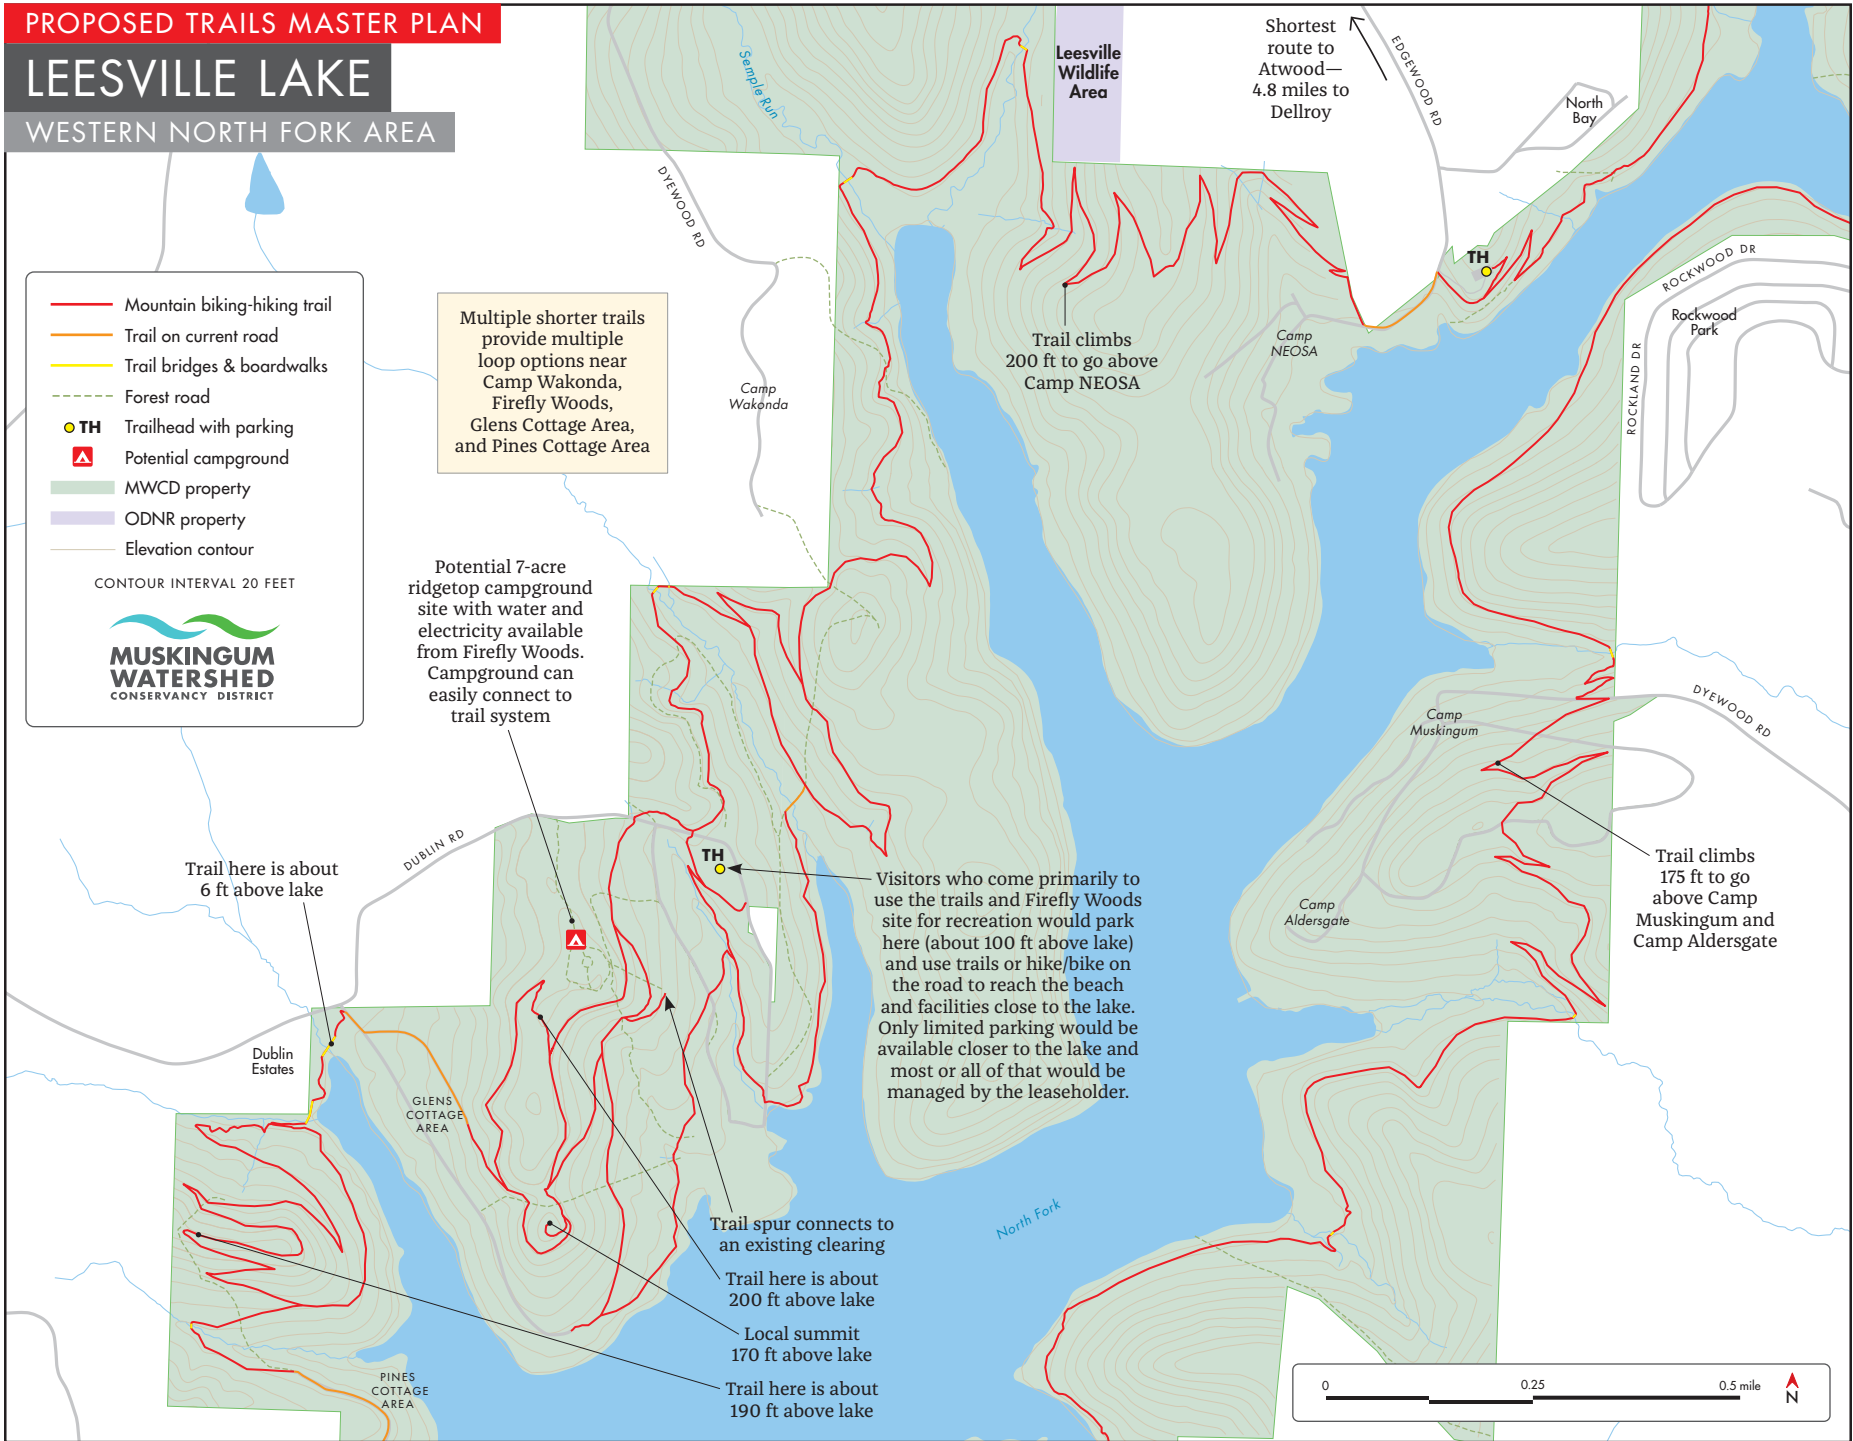 PROPOSED TRAILS MASTER PLAN
LEESVILLE LAKE
WESTERN NORTH FORK AREA
Semple Run
Leesville
Wildlife
Area
Shortest
route to
Atwood—
4.8 miles to
Dellroy
EDGEWOOD RD
North
Bay
DYEWOOD RD
TH
ROCKWOOD DR
Rockwood
Park
ROCKLAND DR
Mountain biking-hiking trail
Trail on current road
Trail bridges & boardwalks
Forest road
TH Trailhead with parking
Potential campground
MWCD property
ODNR property
Elevation contour
CONTOUR INTERVAL 20 FEET
MUSKINGUM
WATERSHED
CONSERVANCY DISTRICT
Multiple shorter trails
provide multiple
loop options near
Camp Wakonda,
Firefly Woods,
Glens Cottage Area,
and Pines Cottage Area
Camp
Wakonda
Trail climbs
200 ft to go above
Camp NEOSA
Camp
NEOSA
Potential 7-acre
ridgetop campground
site with water and
electricity available
from Firefly Woods.
Campground can
easily connect to
trail system
Camp
Muskingum
DYEWOOD RD
Camp
Aldersgate
Trail climbs
175 ft to go
above Camp
Muskingum and
Camp Aldersgate
DUBLIN RD
Trail here is about
6 ft above lake
TH
Visitors who come primarily to
use the trails and Firefly Woods
site for recreation would park
here (about 100 ft above lake)
and use trails or hike/bike on
the road to reach the beach
and facilities close to the lake.
Only limited parking would be
available closer to the lake and
most or all of that would be
managed by the leaseholder.
Dublin
Estates
GLENS
COTTAGE
AREA
North Fork
Trail spur connects to
an existing clearing
Trail here is about
200 ft above lake
Local summit
170 ft above lake
Trail here is about
190 ft above lake
PINES
COTTAGE
AREA
0 0.25 0.5 mile
N